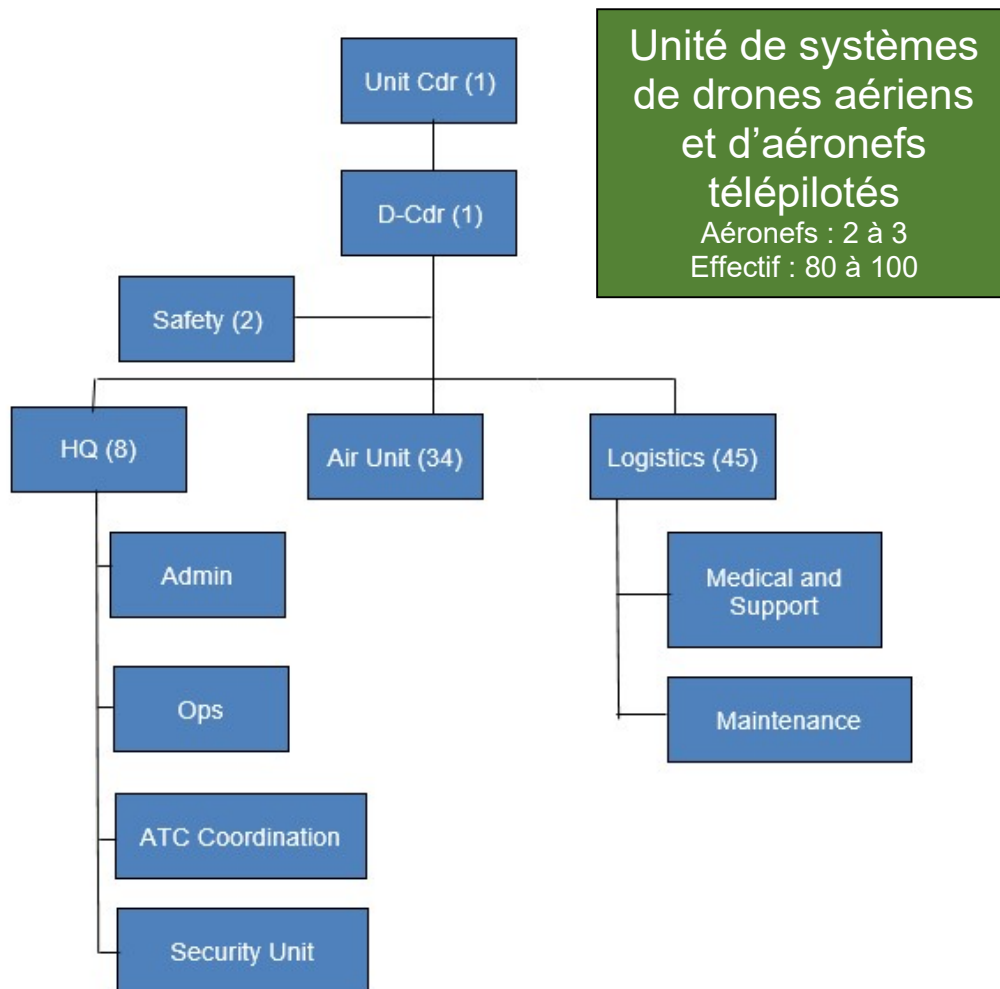 Unité de systèmes
de drones aériens
et d’aéronefs
télépilotés
Aéronefs : 2 à 3
Effectif : 80 à 100
Unit Cdr (1)
D-Cdr (1)
Safety (2)
HQ (8)
Air Unit (34)
Logistics (45)
Admin
Ops
ATC Coordination
Security Unit
Medical and
Support
Maintenance